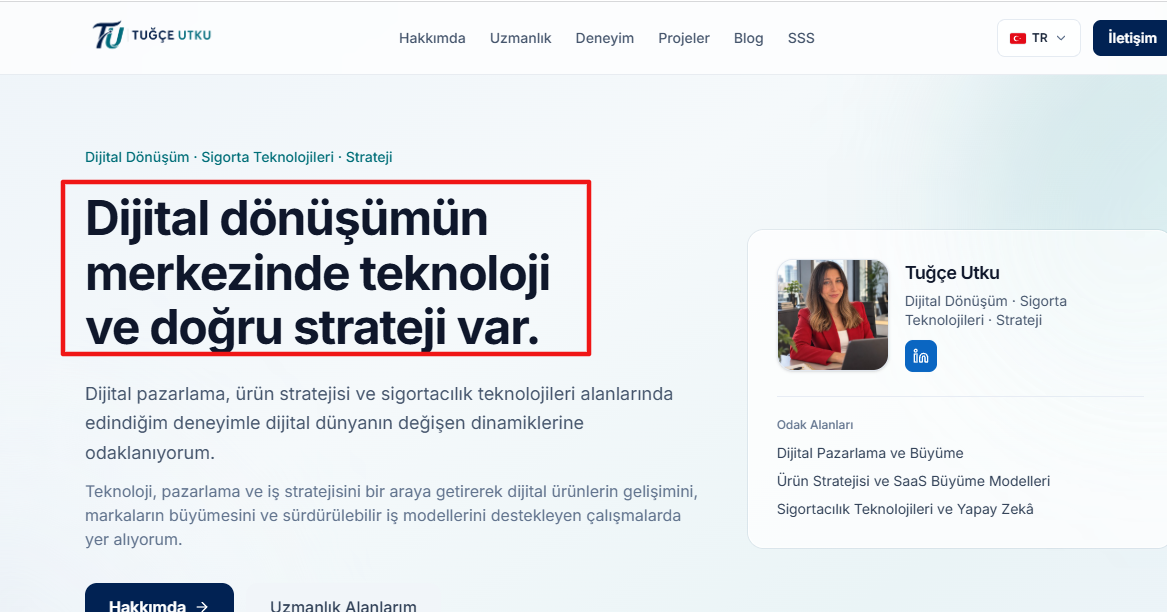 TU TUĞÇE UTKU
Hakkımda Uzmanlık Deneyim Projeler Blog SSS
TR
İletişim
Dijital Dönüşüm · Sigorta Teknolojileri · Strateji
Dijital dönüşümün
merkezinde teknoloji
ve doğru strateji var.
Dijital pazarlama, ürün stratejisi ve sigortacılık teknolojileri alanlarında
edindiğim deneyimle dijital dünyanın değişen dinamiklerine
odaklanıyorum.
Teknoloji, pazarlama ve iş stratejisini bir araya getirerek dijital ürünlerin gelişimini,
markaların büyümesini ve sürdürülebilir iş modellerini destekleyen çalışmalarda
yer alıyorum.
Hakkımda →
Uzmanlık Alanlarım
Tuğçe Utku
Dijital Dönüşüm · Sigorta
Teknolojileri · Strateji
in
Odak Alanları
Dijital Pazarlama ve Büyüme
Ürün Stratejisi ve SaaS Büyüme Modelleri
Sigortacılık Teknolojileri ve Yapay Zekâ